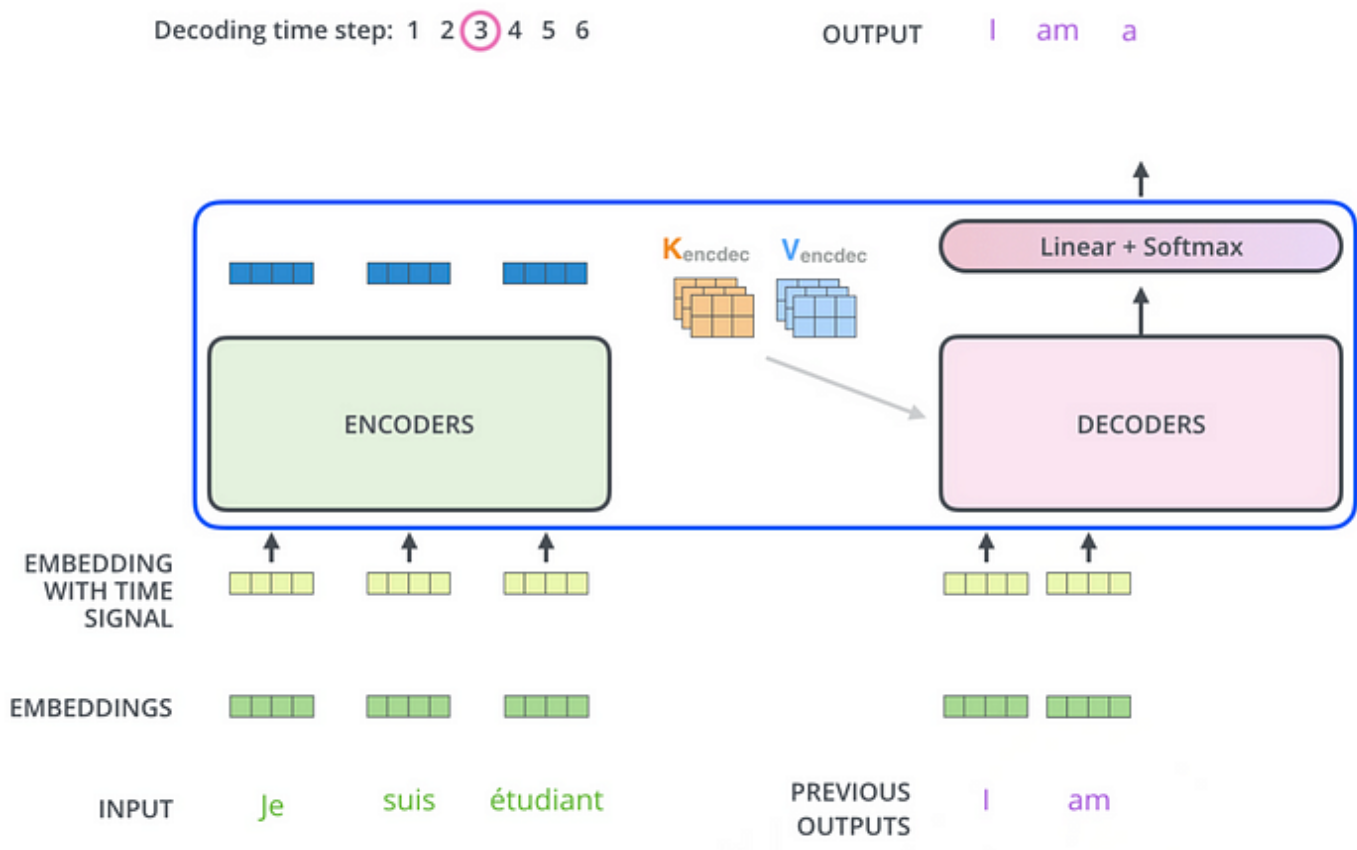 Decoding time step: 1 2 3 4 5 6
OUTPUT I am a
Kencdec Vencdec
Linear + Softmax
ENCODERS
DECODERS
EMBEDDING
WITH TIME
SIGNAL
EMBEDDINGS
INPUT Je suis étudiant
PREVIOUS
OUTPUTS
I am